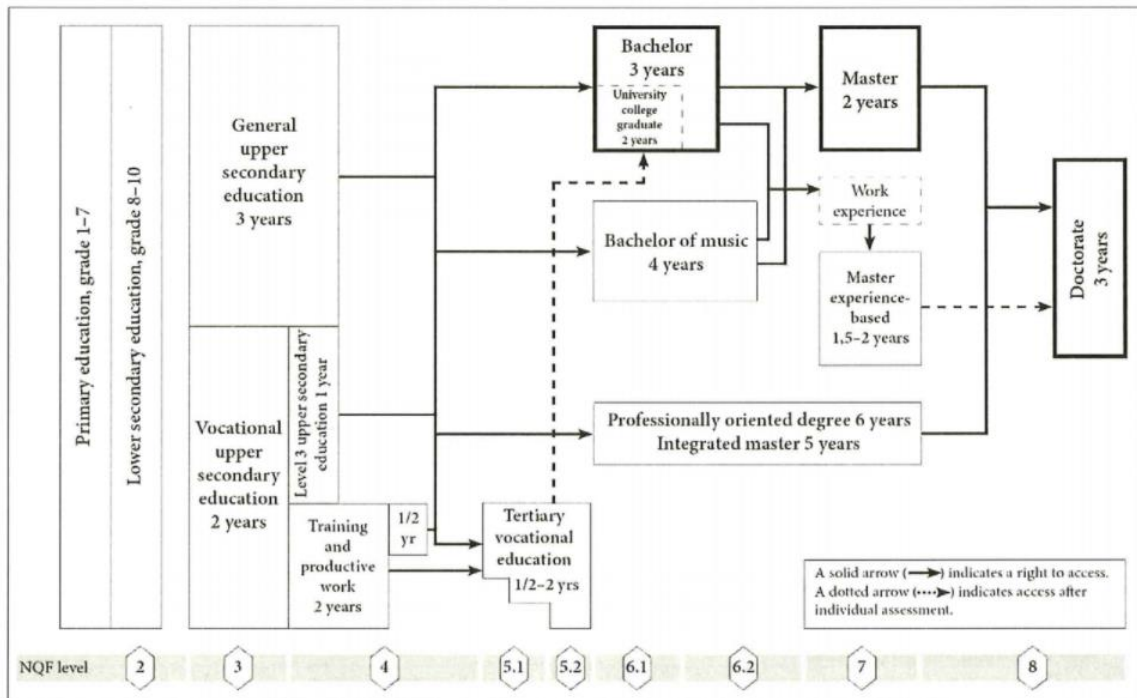 Primary education, grade 1–7
Lower secondary education, grade 8–10
General
upper
secondary
education
3 years
Vocational
upper
secondary
education
2 years
Level 3 upper secondary
education 1 year
Training
and
productive
work
2 years
1/2
yr
Tertiary
vocational
education
1/2–2 yrs
Bachelor
3 years
University
college
graduate
2 years
Bachelor of music
4 years
Professionally oriented degree 6 years
Integrated master 5 years
Master
2 years
Work
experience
Master
experience-
based
1,5–2 years
Doctorate
3 years
A solid arrow (⟶) indicates a right to access.
A dotted arrow (····➤) indicates access after
individual assessment.
NQF level 2 3 4 5.1 5.2 6.1 6.2 7 8